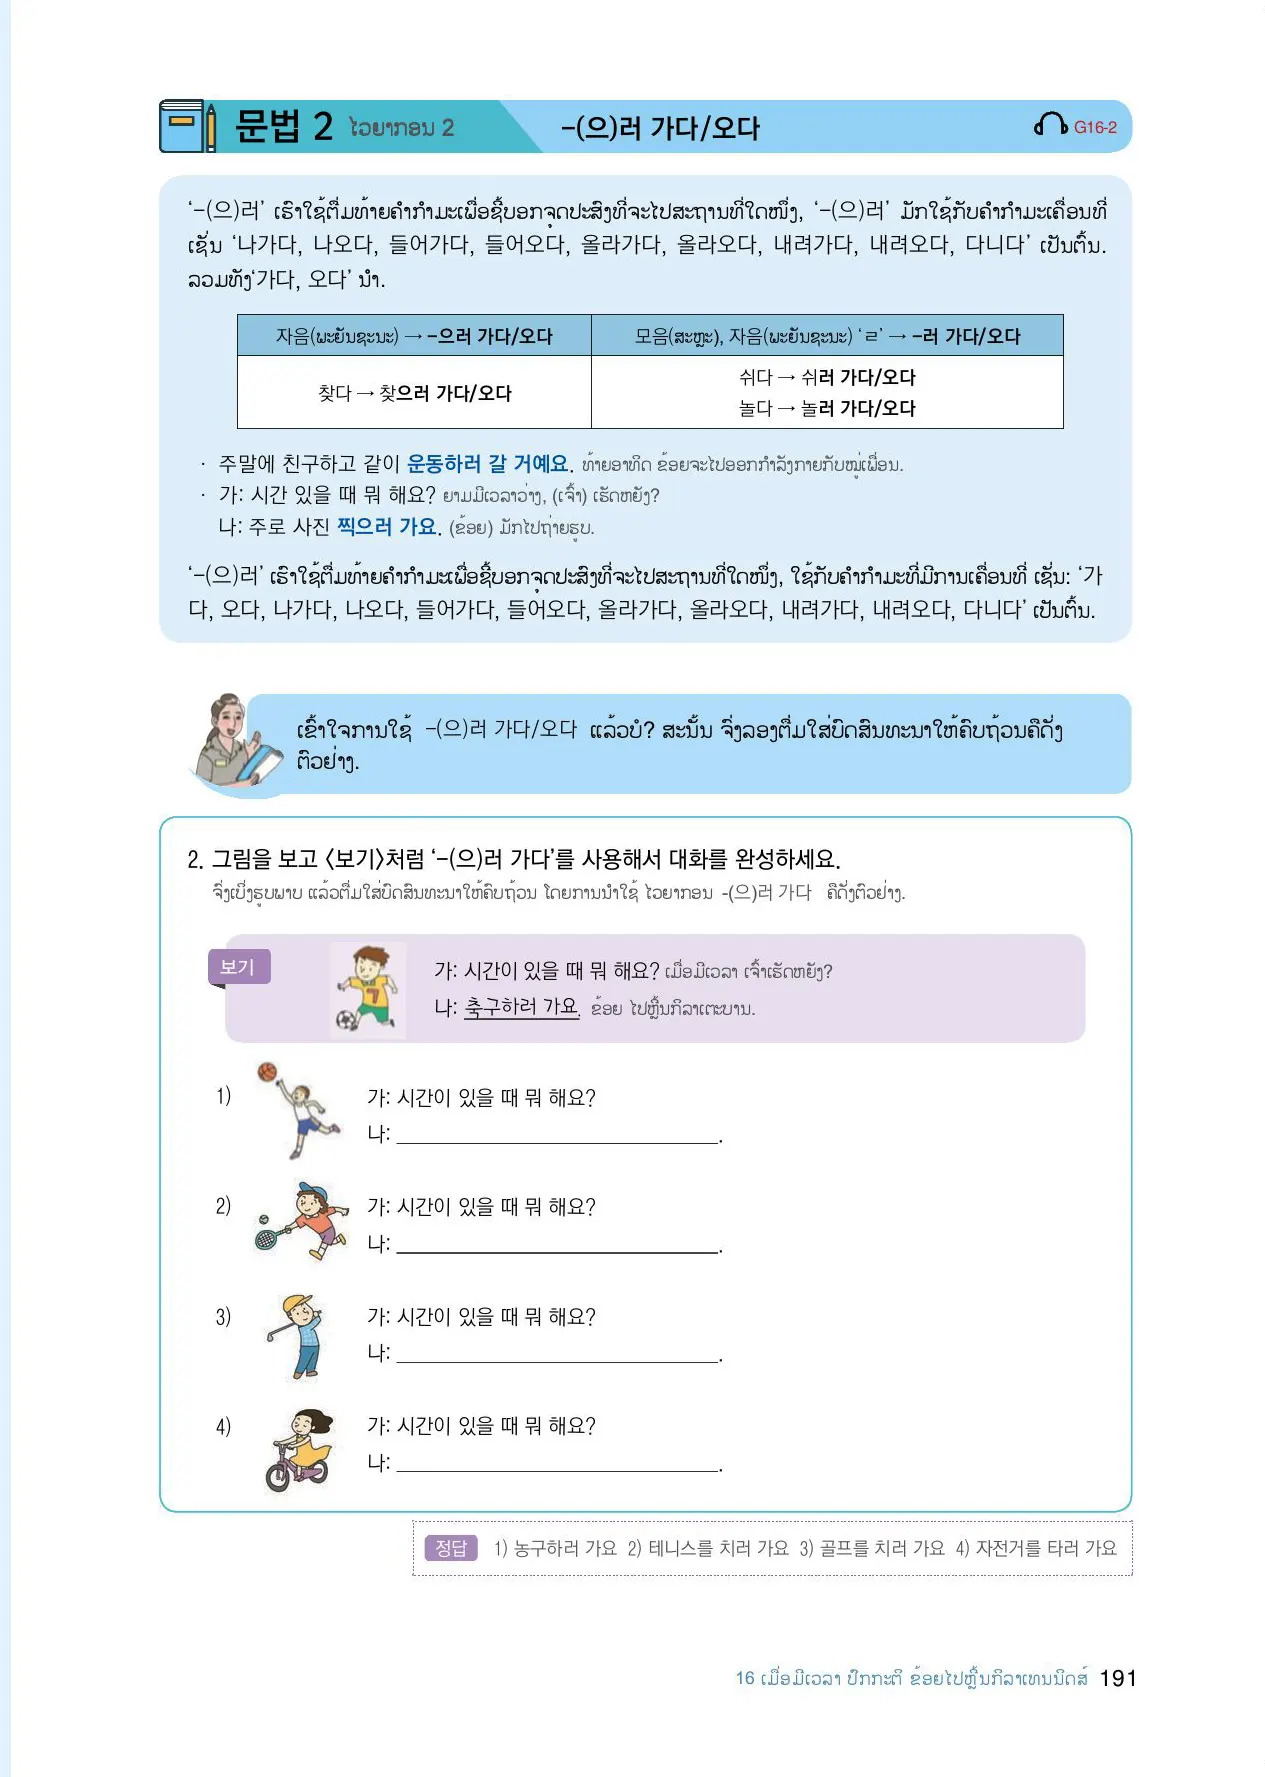 문법 2 ໄວຍາກອນ 2 -(으)러 가다/오다 G16-2
‘-(으)러’ ເຮົາໃຊ້ຕື່ມທ້າຍຄຳກຳມະເພື່ອຊີ້ບອກຈຸດປະສົງທີ່ຈະໄປສະຖານທີ່ໃດໜຶ່ງ, ‘-(으)러’ ມັກໃຊ້ກັບຄຳກຳມະເຄື່ອນທີ່
ເຊັ່ນ ‘나가다, 나오다, 들어가다, 들어오다, 올라가다, 올라오다, 내려가다, 내려오다, 다니다’ ເປັນຕົ້ນ.
ລວມທັງ‘가다, 오다’ ນຳ.
자음(ພະຍັນຊະນະ) → -으러 가다/오다 모음(ສະຫຼະ), 자음(ພະຍັນຊະນະ) ‘ㄹ’ → -러 가다/오다
찾다 → 찾으러 가다/오다 쉬다 → 쉬러 가다/오다
놀다 → 놀러 가다/오다
· 주말에 친구하고 같이 운동하러 갈 거예요. ທ້າຍອາທິດ ຂ້ອຍຈະໄປອອກກຳລັງກາຍກັບໝູ່ເພື່ອນ.
· 가: 시간 있을 때 뭐 해요? ຍາມມີເວລາວ່າງ, (ເຈົ້າ) ເຮັດຫຍັງ?
나: 주로 사진 찍으러 가요. (ຂ້ອຍ) ມັກໄປຖ່າຍຮູບ.
‘-(으)러’ ເຮົາໃຊ້ຕື່ມທ້າຍຄຳກຳມະເພື່ອຊີ້ບອກຈຸດປະສົງທີ່ຈະໄປສະຖານທີ່ໃດໜຶ່ງ, ໃຊ້ກັບຄຳກຳມະທີ່ມີການເຄື່ອນທີ່ ເຊັ່ນ: ‘가
다, 오다, 나가다, 나오다, 들어가다, 들어오다, 올라가다, 올라오다, 내려가다, 내려오다, 다니다’ ເປັນຕົ້ນ.
ເຂົ້າໃຈການໃຊ້ -(으)러 가다/오다 ແລ້ວບໍ? ສະນັ້ນ ຈົ່ງລອງຕື່ມໃສ່ບົດສົນທະນາໃຫ້ຄົບຖ້ວນຄືດັ່ງ
ຕົວຢ່າງ.
2. 그림을 보고 〈보기〉처럼 ‘-(으)러 가다’를 사용해서 대화를 완성하세요.
ຈົ່ງເບິ່ງຮູບພາບ ແລ້ວຕື່ມໃສ່ບົດສົນທະນາໃຫ້ຄົບຖ້ວນ ໂດຍການນຳໃຊ້ ໄວຍາກອນ -(으)러 가다 ຄືດັ່ງຕົວຢ່າງ.
보기 가: 시간이 있을 때 뭐 해요? ເມື່ອມີເວລາ ເຈົ້າເຮັດຫຍັງ?
나: 축구하러 가요. ຂ້ອຍ ໄປຫຼິ້ນກິລາເຕະບານ.
7
1) 가: 시간이 있을 때 뭐 해요?
나: ______________________________.
2) 가: 시간이 있을 때 뭐 해요?
나: ______________________________.
3) 가: 시간이 있을 때 뭐 해요?
나: ______________________________.
4) 가: 시간이 있을 때 뭐 해요?
나: ______________________________.
정답 1) 농구하러 가요 2) 테니스를 치러 가요 3) 골프를 치러 가요 4) 자전거를 타러 가요
16 ເມື່ອມີເວລາ ປົກກະຕິ ຂ້ອຍໄປຫຼິ້ນກິລາເທນນິດສ໌ 191